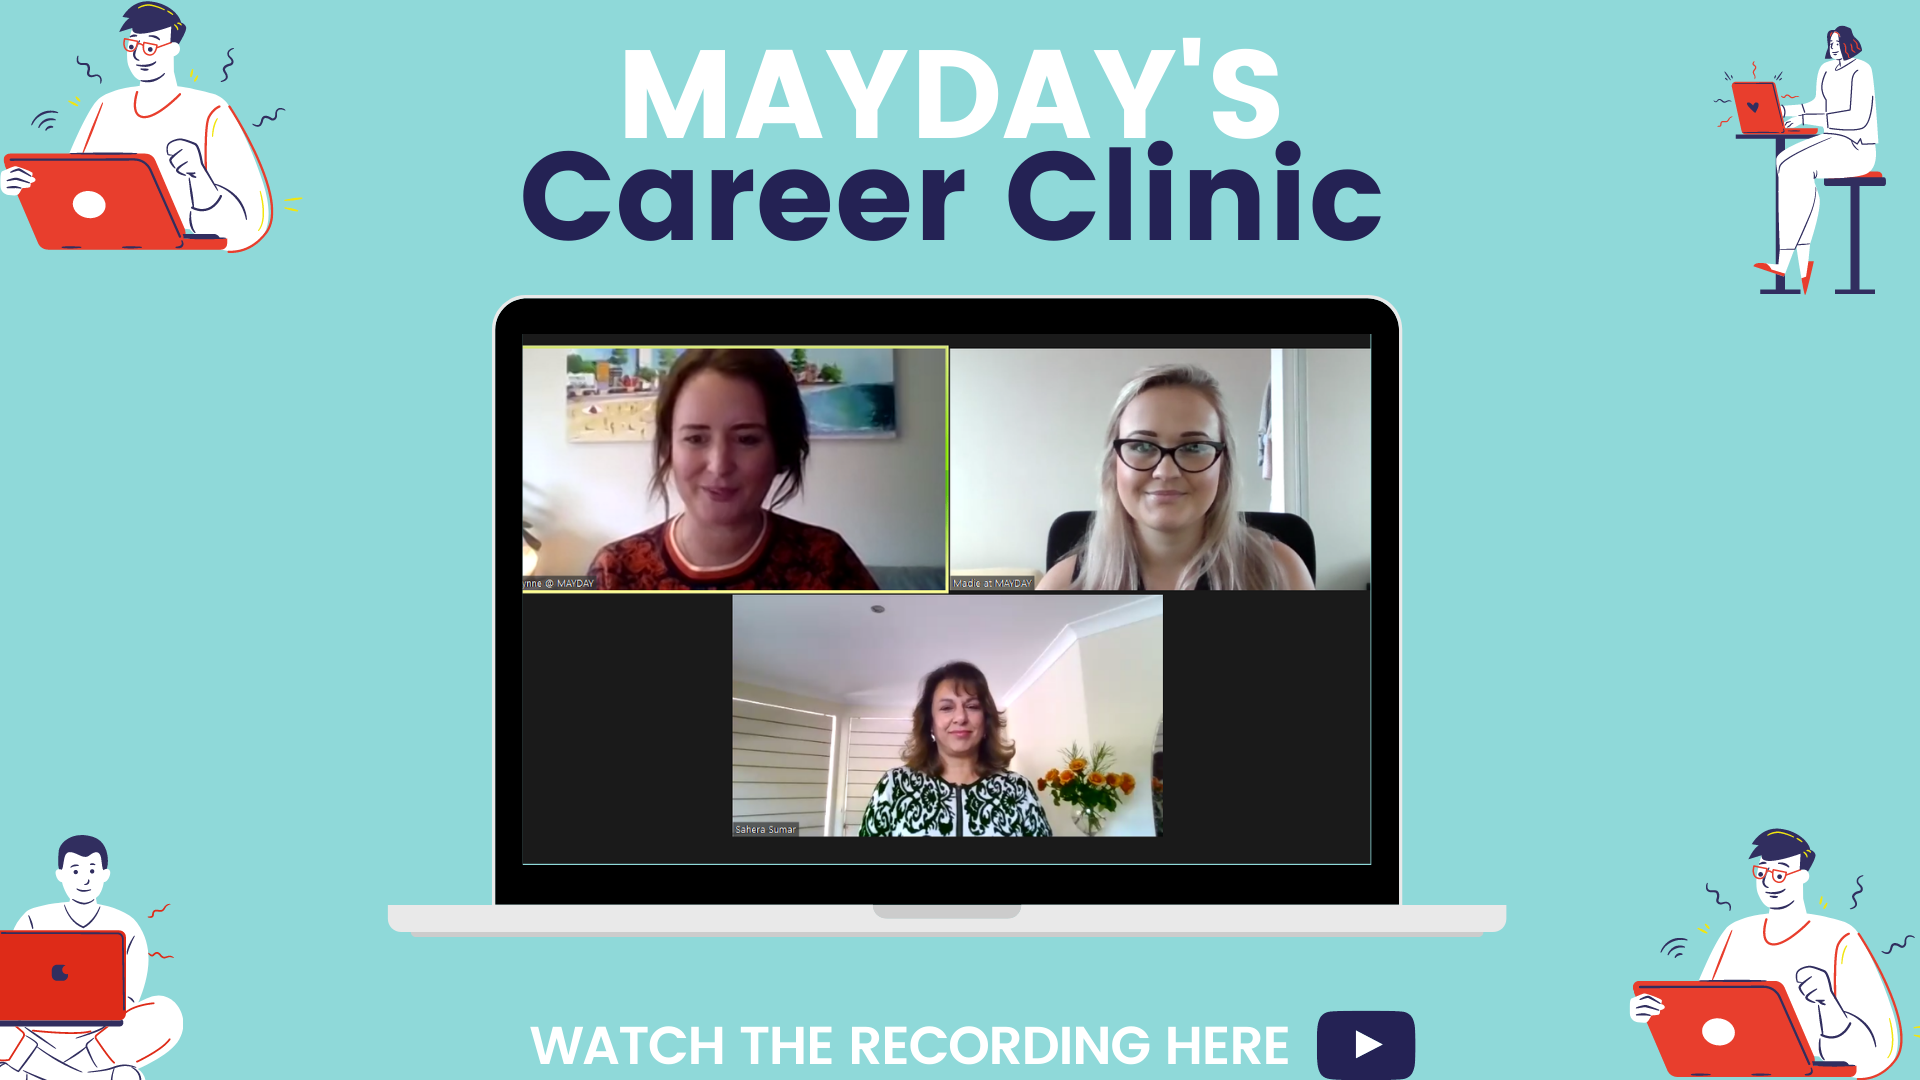 MAYDAY'S
Career Clinic
ynne @ MAYDAY
Madie at MAYDAY
Sahera Sumar
WATCH THE RECORDING HERE